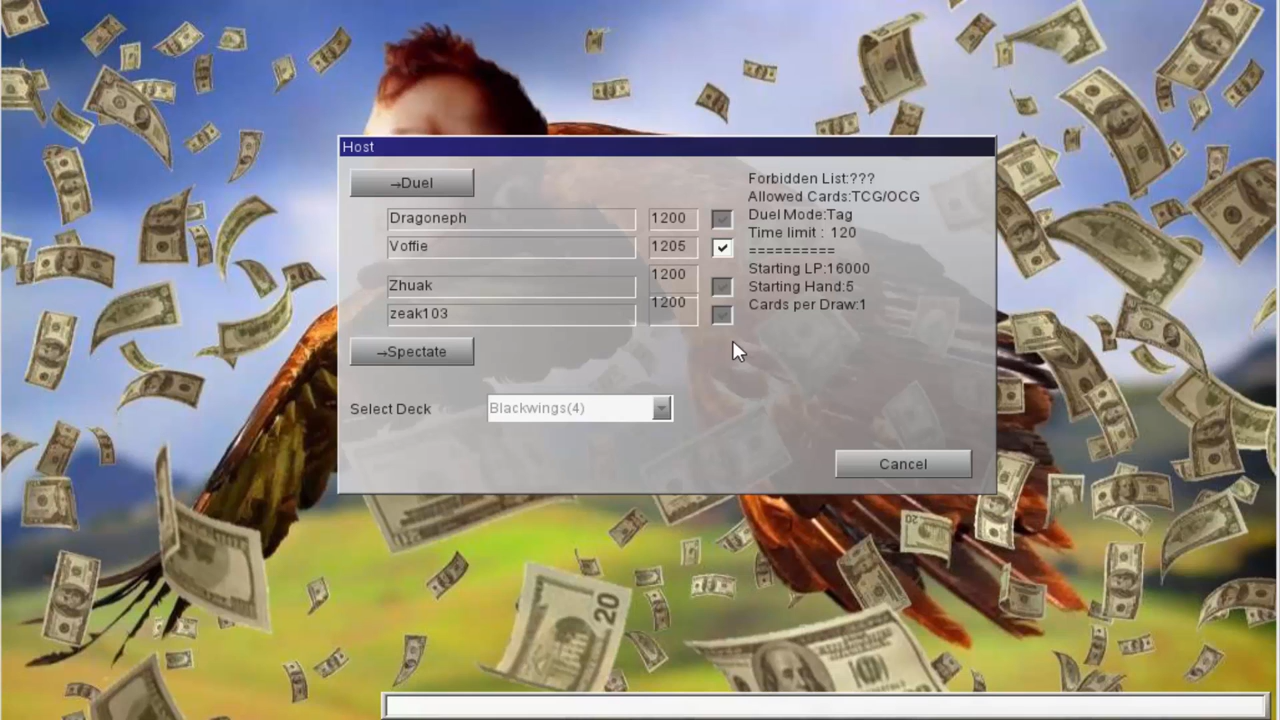 Host
→Duel
Dragoneph 1200
Voffie 1205
Zhuak 1200
zeak103 1200
→Spectate
Select Deck Blackwings(4)
Forbidden List:???
Allowed Cards:TCG/OCG
Duel Mode:Tag
Time limit : 120
==========
Starting LP:16000
Starting Hand:5
Cards per Draw:1
Cancel
20
20